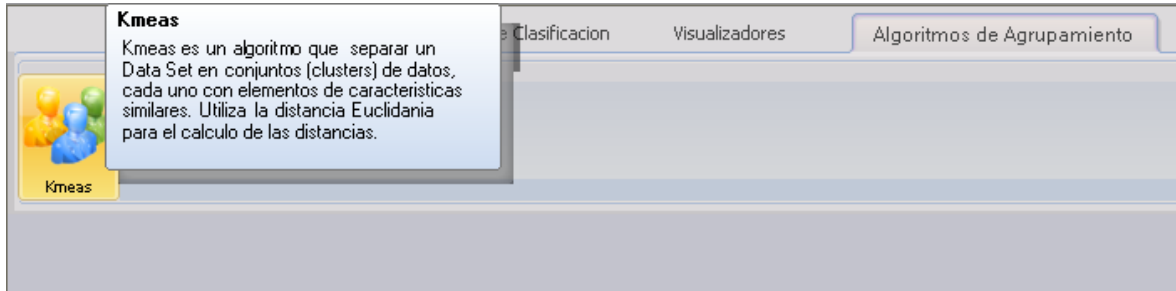 Kmeas
Kmeas es un algoritmo que separar un
Data Set en conjuntos (clusters) de datos,
cada uno con elementos de caracteristicas
similares. Utiliza la distancia Euclidania
para el calculo de las distancias.
Clasificacion Visualizadores Algoritmos de Agrupamiento
Kmeas